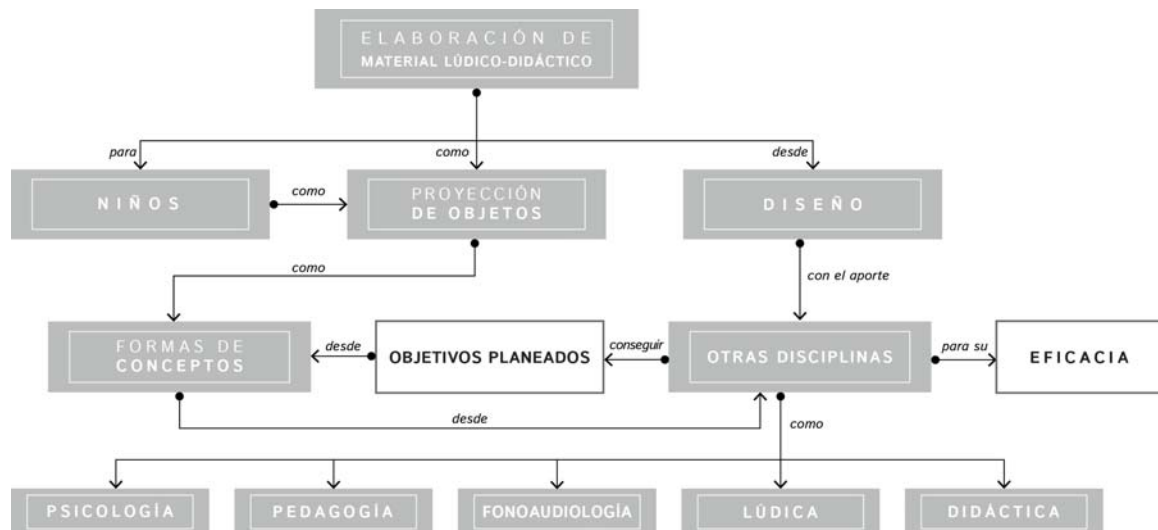 ELABORACIÓN DE
MATERIAL LÚDICO-DIDÁCTICO
para
como
desde
NIÑOS
como
PROYECCIÓN
DE OBJETOS
DISEÑO
como
con el aporte
FORMAS DE
CONCEPTOS
desde
OBJETIVOS PLANEADOS
conseguir
OTRAS DISCIPLINAS
para su
EFICACIA
desde
como
PSICOLOGÍA
PEDAGOGÍA
FONOAUDIOLOGÍA
LÚDICA
DIDÁCTICA